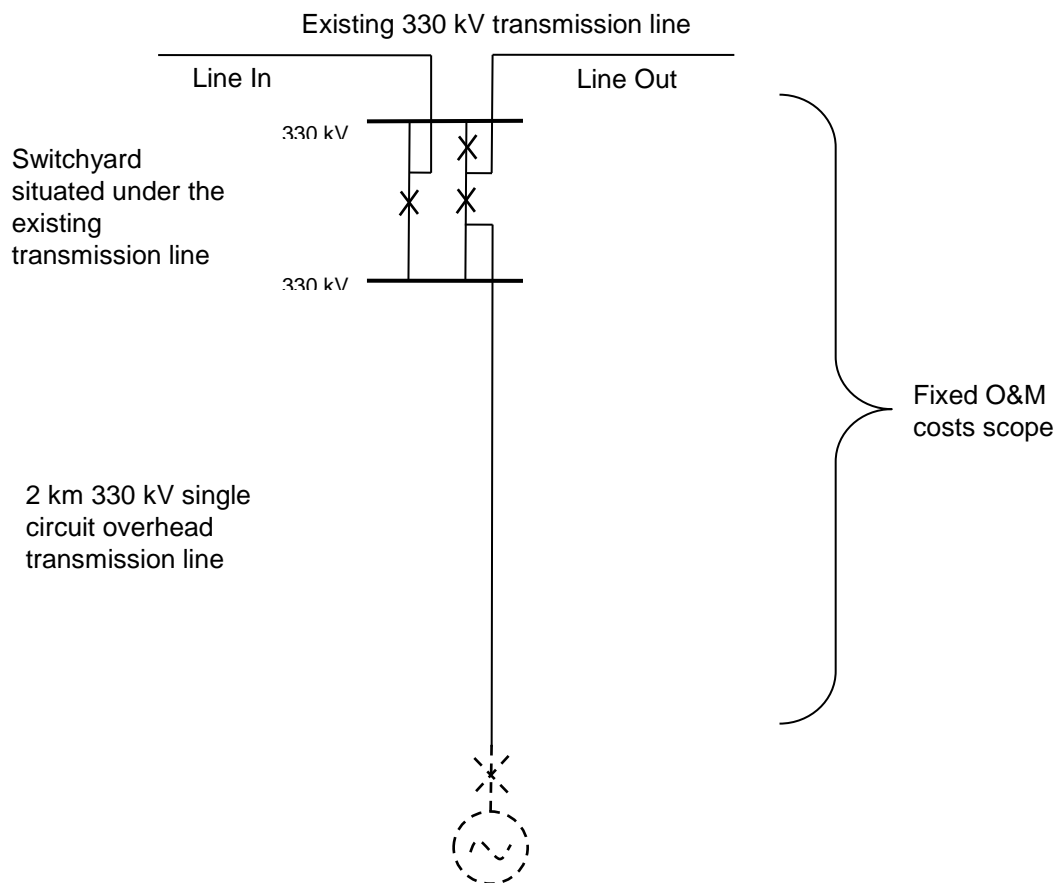 Existing 330 kV transmission line
Line In
Line Out
330 kV
Switchyard
situated under the
existing
transmission line
330 kV
Fixed O&M
costs scope
2 km 330 kV single
circuit overhead
transmission line